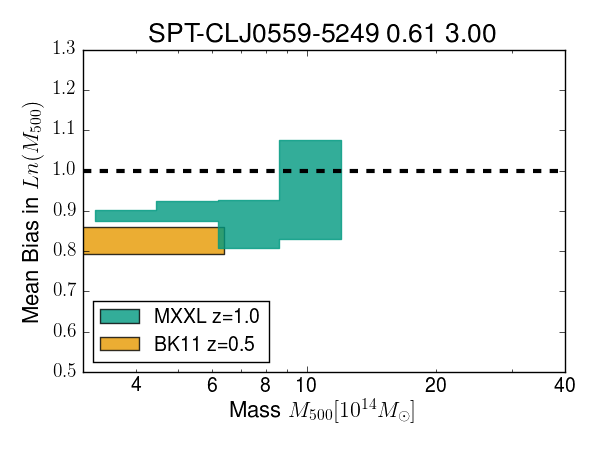 SPT-CLJ0559-5249 0.61 3.00
1.3
1.2
1.1
1.0
0.9
0.8
0.7
0.6
0.5
Mean Bias in Ln(M500)
MXXL z=1.0
BK11 z=0.5
4 6 8 10 20 40
Mass M500[10^14 M⊙]